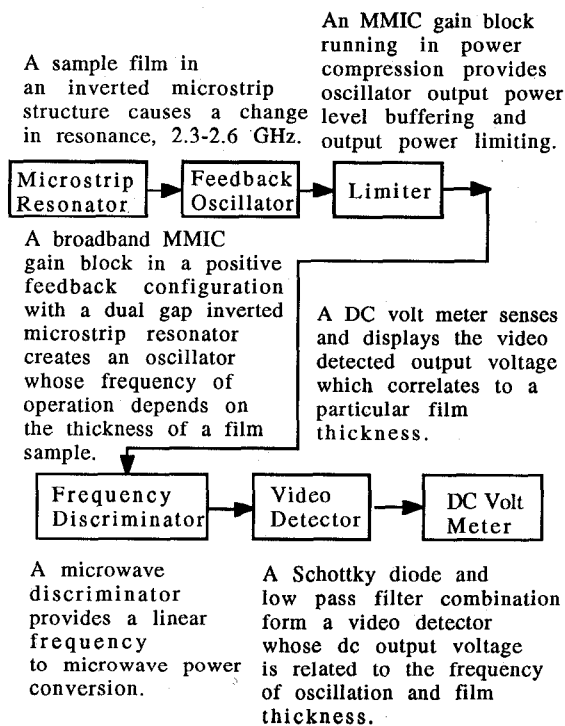 A sample film in
an inverted microstrip
structure causes a change
in resonance, 2.3-2.6 GHz.
An MMIC gain block
running in power
compression provides
oscillator output power
level buffering and
output power limiting.
Microstrip
Resonator
Feedback
Oscillator
Limiter
A broadband MMIC
gain block in a positive
feedback configuration
with a dual gap inverted
microstrip resonator
creates an oscillator
whose frequency of
operation depends on
the thickness of a film
sample.
A DC volt meter senses
and displays the video
detected output voltage
which correlates to a
particular film
thickness.
Frequency
Discriminator
Video
Detector
DC Volt
Meter
A microwave
discriminator
provides a linear
frequency
to microwave power
conversion.
A Schottky diode and
low pass filter combination
form a video detector
whose dc output voltage
is related to the frequency
of oscillation and film
thickness.